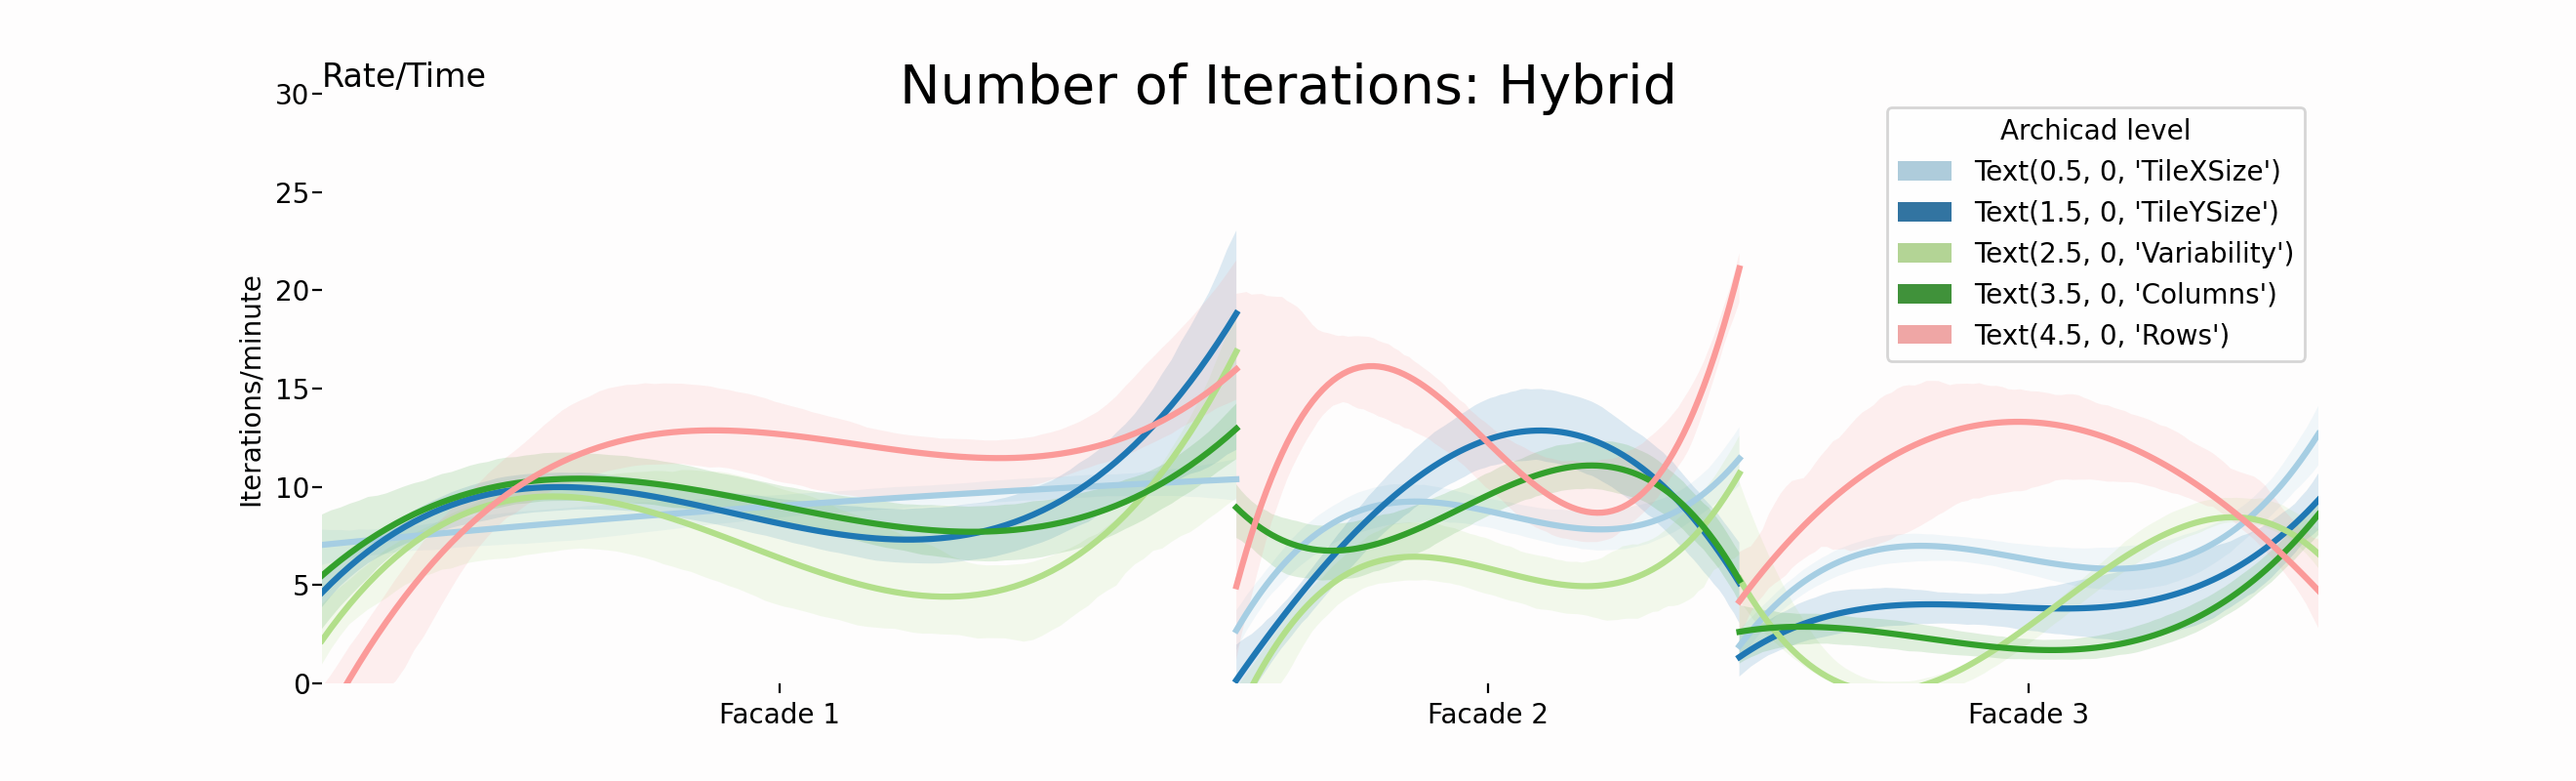 Rate/Time
Number of Iterations: Hybrid
30
25
20
15
10
5
0
Iterations/minute
Archicad level
Text(0.5, 0, 'TileXSize')
Text(1.5, 0, 'TileYSize')
Text(2.5, 0, 'Variability')
Text(3.5, 0, 'Columns')
Text(4.5, 0, 'Rows')
Facade 1
Facade 2
Facade 3